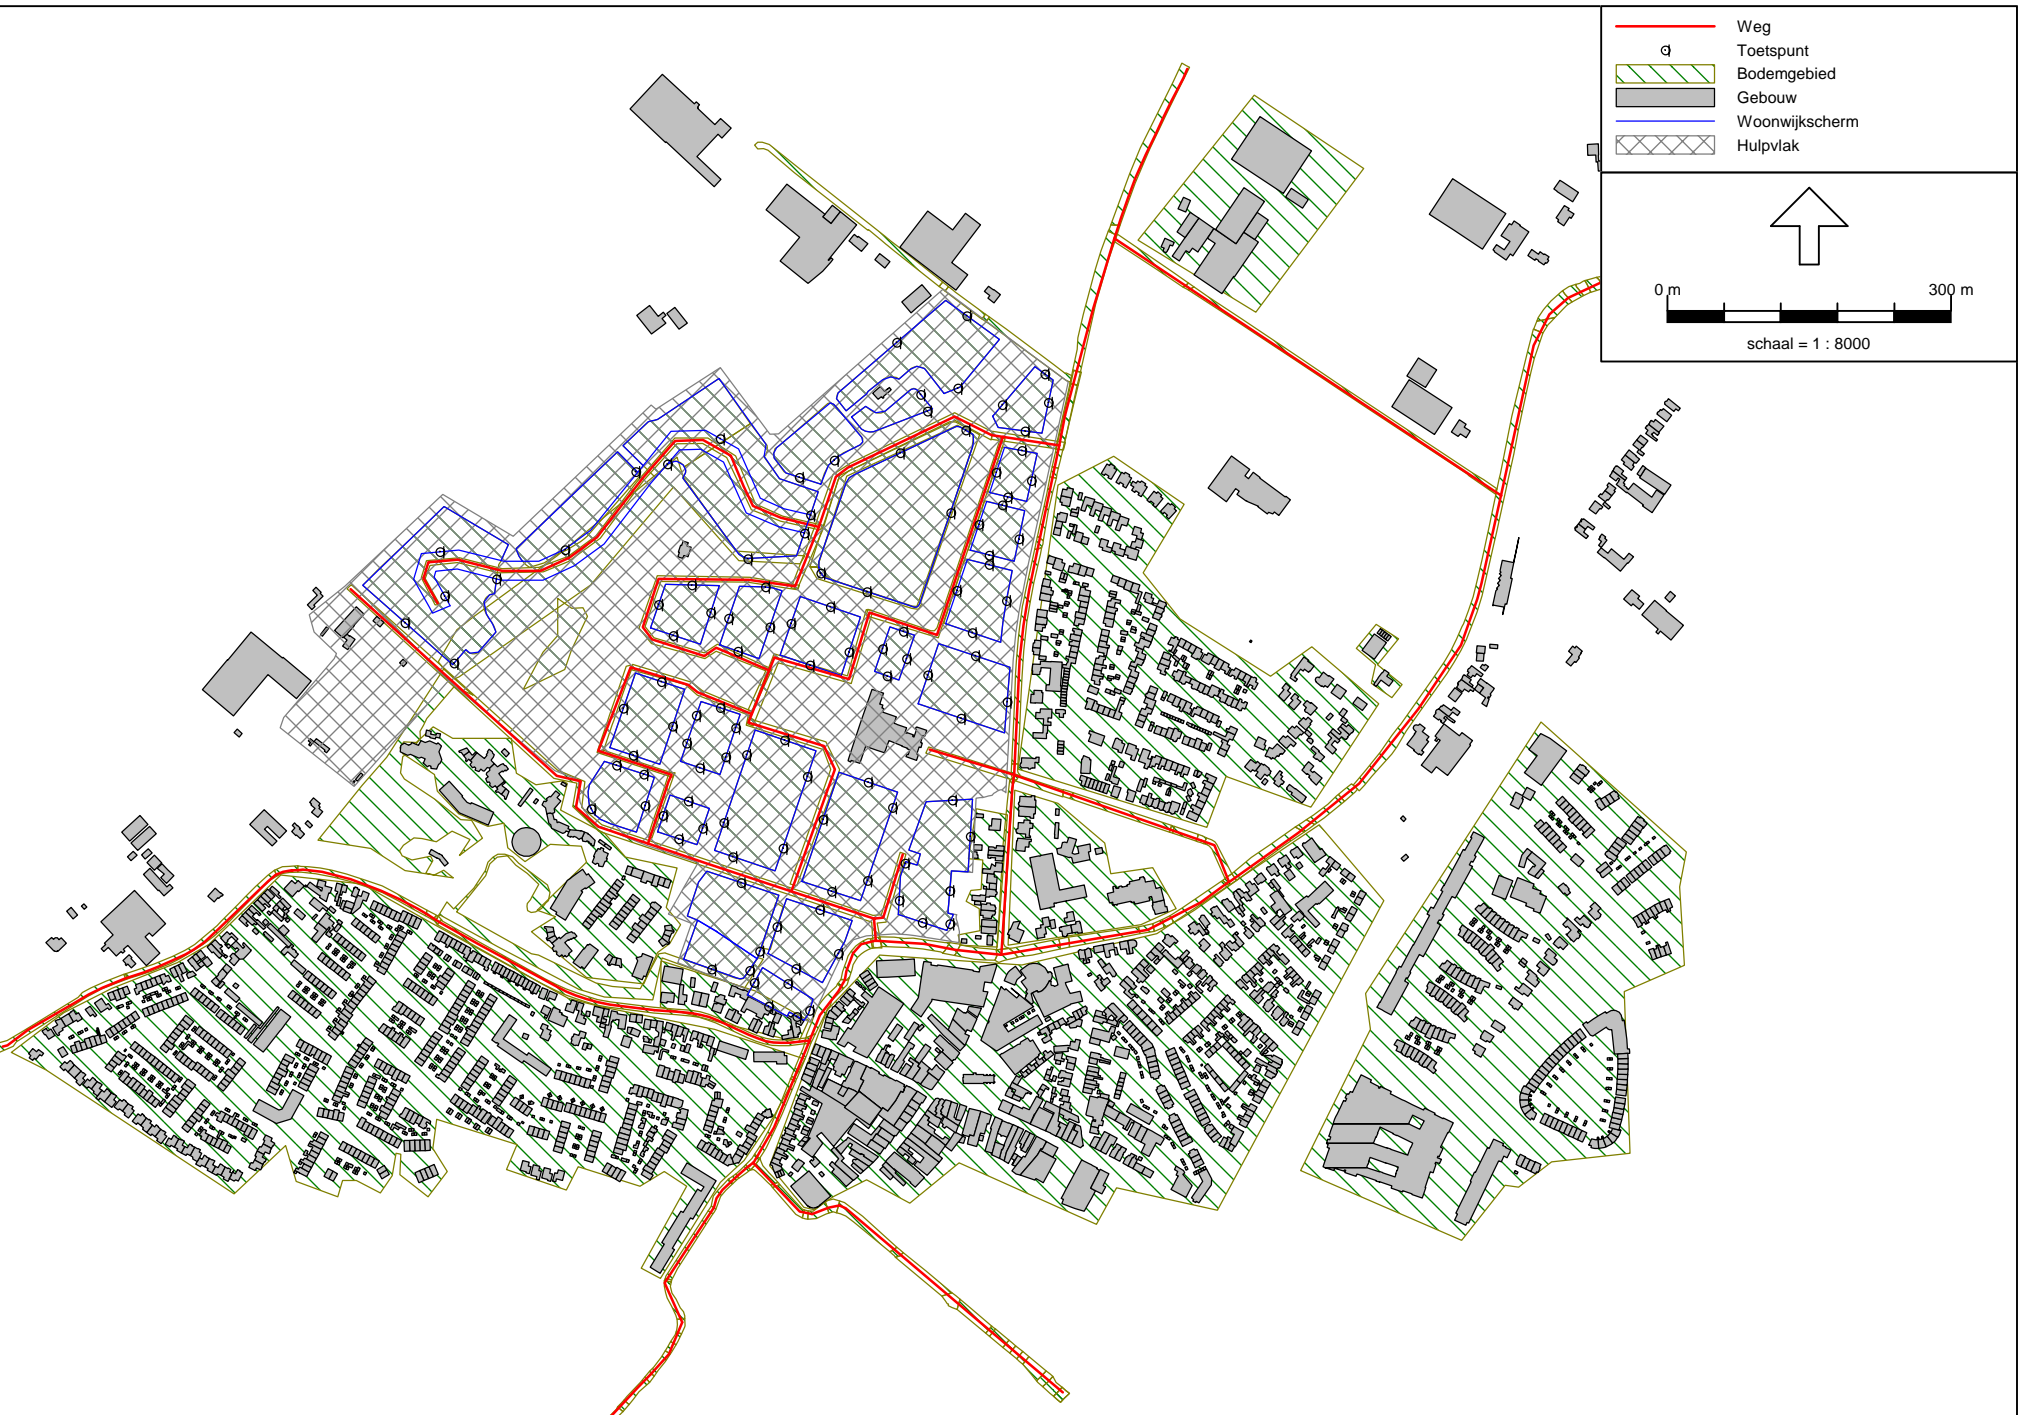 Weg
Toetspunt
Bodemgebied
Gebouw
Woonwijkscherm
Hulpvlak
0 m 300 m
schaal = 1 : 8000